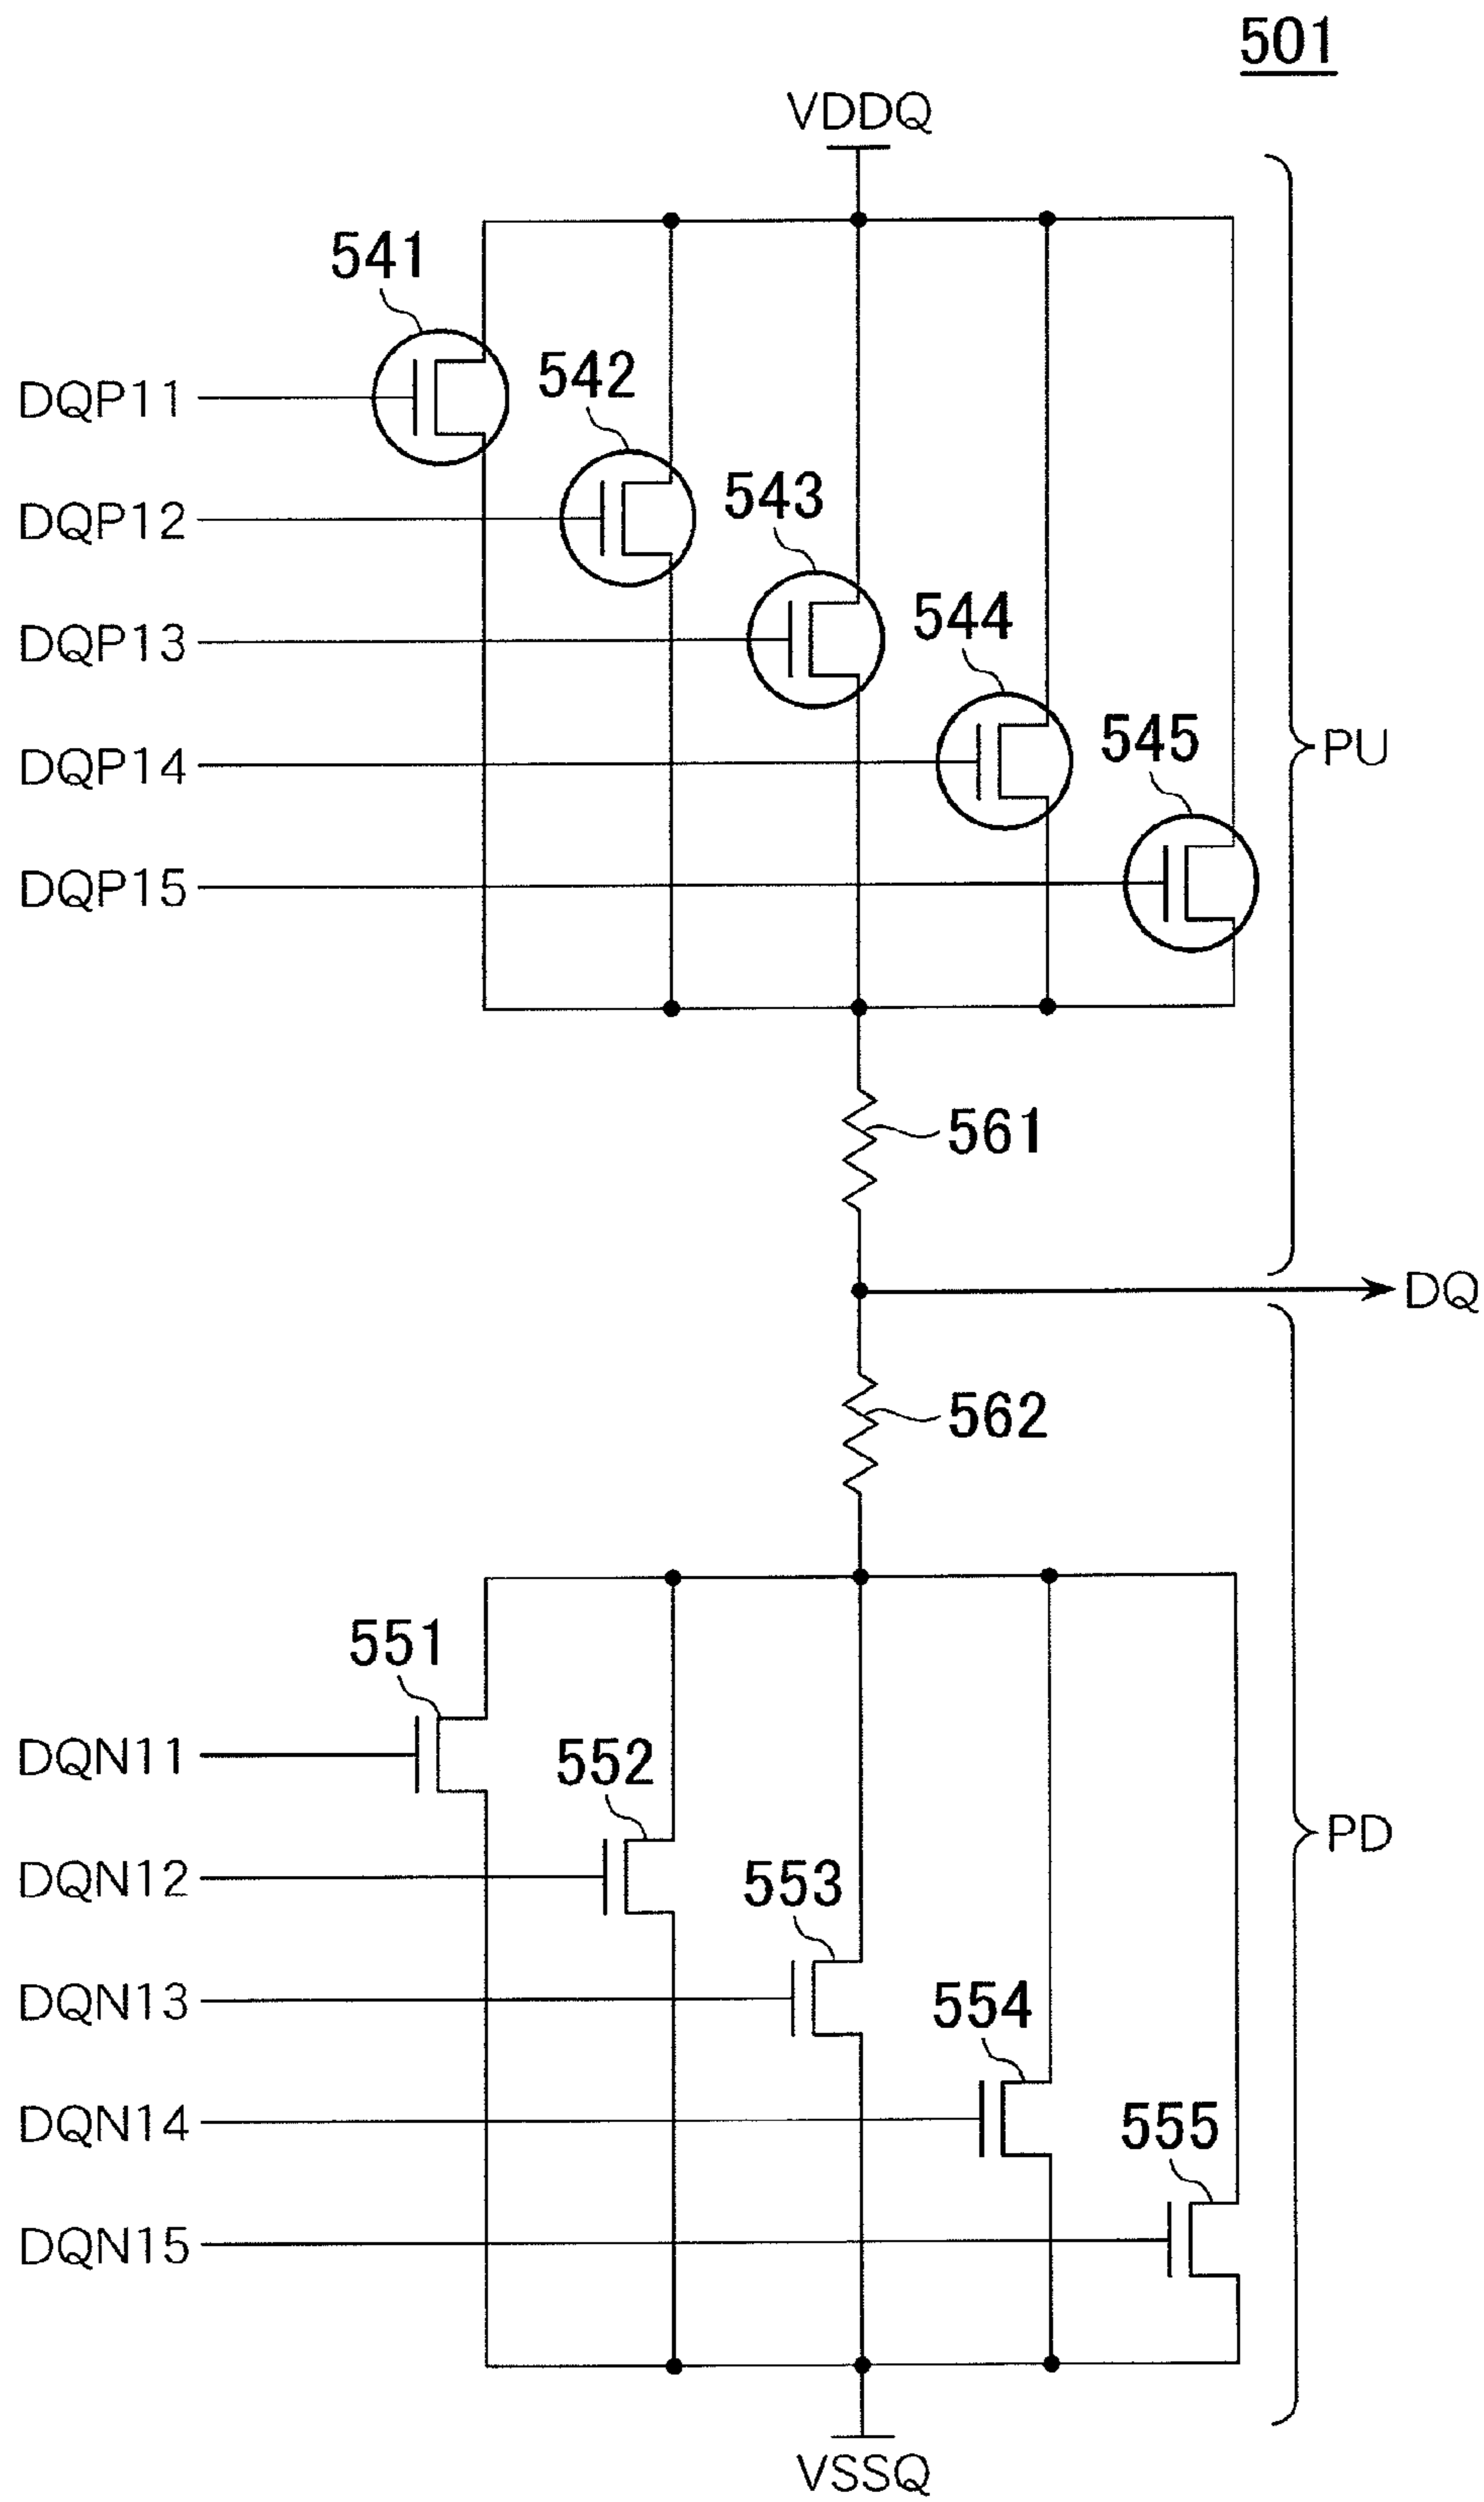 501
VDDQ
541
DQP11
542
DQP12
543
DQP13
544
DQP14
545
PU
DQP15
561
DQ
562
551
DQN11
552
DQN12
PD
553
DQN13
554
DQN14
555
DQN15
VSSQ